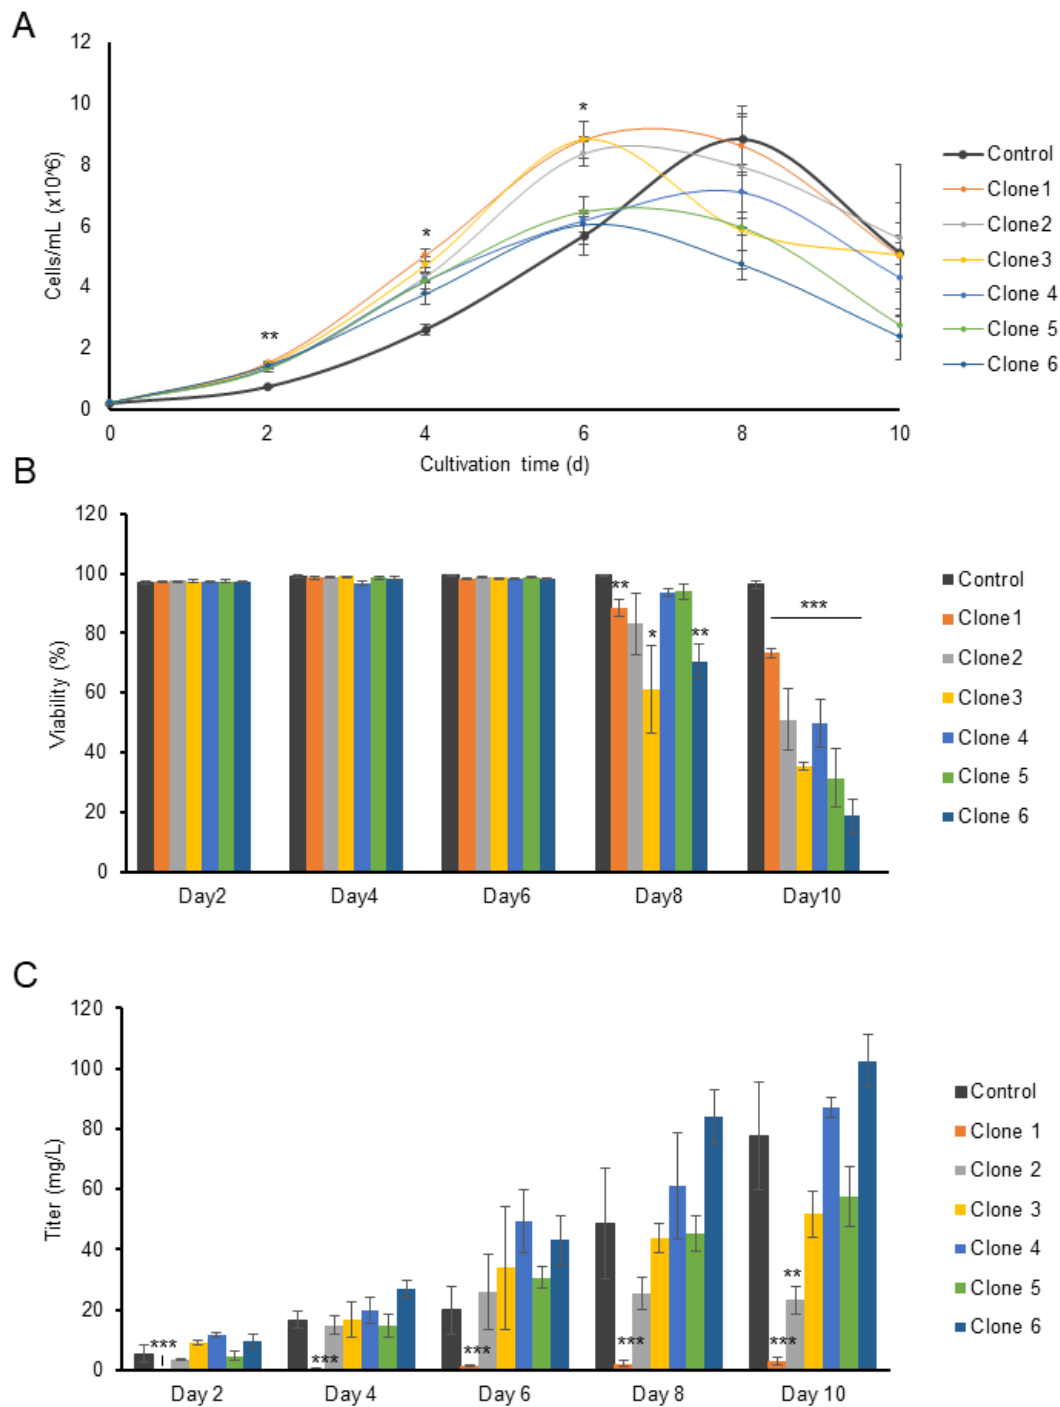 A
12
10
8
6
4
2
0
Cells/mL (x10^6)
**
*
*
0 2 4 6 8 10
Cultivation time (d)
Control
Clone1
Clone2
Clone3
Clone 4
Clone 5
Clone 6
B
120
100
80
60
40
20
0
Viability (%)
**
*
**
***
Day2 Day4 Day6 Day8 Day10
Control
Clone1
Clone2
Clone3
Clone 4
Clone 5
Clone 6
C
120
100
80
60
40
20
0
Titer (mg/L)
***
***
***
***
***
**
Day 2 Day 4 Day 6 Day 8 Day 10
Control
Clone 1
Clone 2
Clone 3
Clone 4
Clone 5
Clone 6